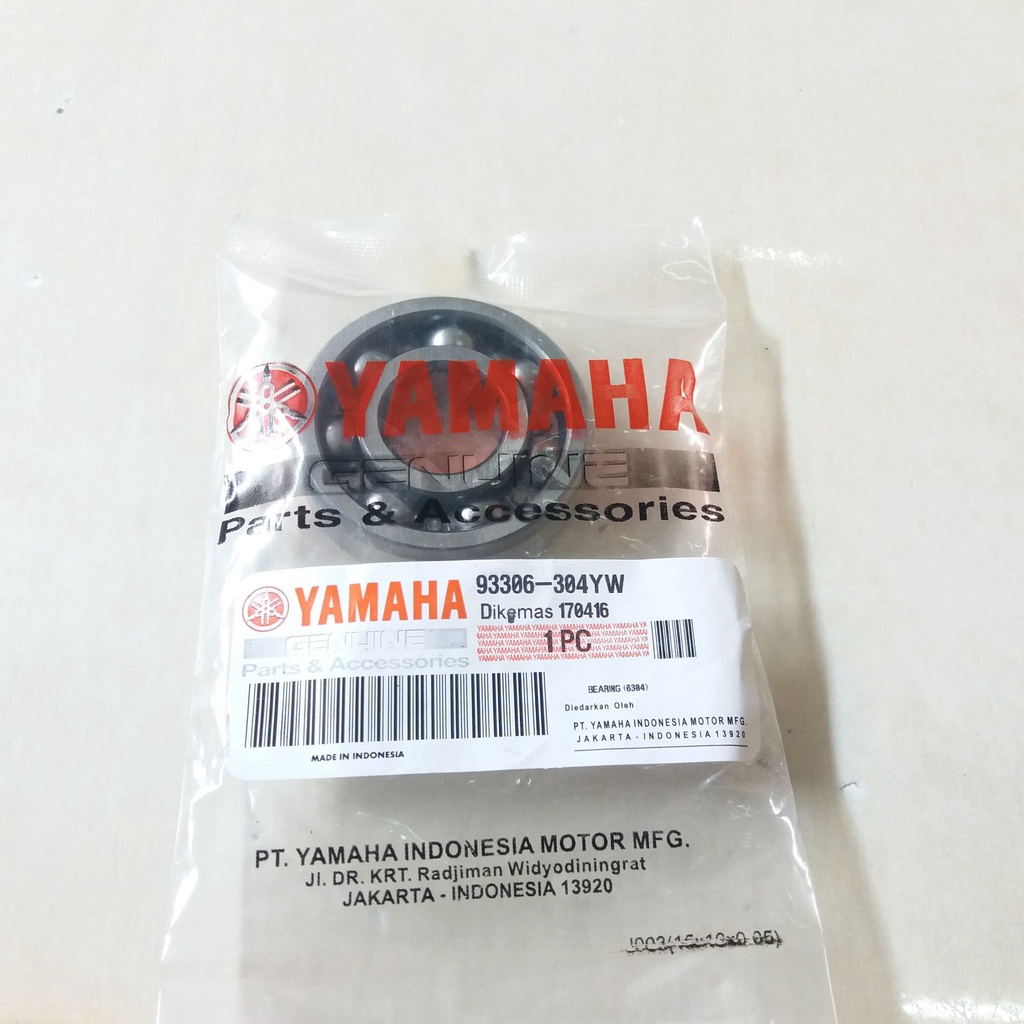 YAMAHA
GENUINE
Parts & Accessories
YAMAHA 93306-304YW
Dikemas 170416
GENUINE
1 PC
Parts & Accessories
BEARING (6304)
Diedarkan Oleh
PT. YAMAHA INDONESIA MOTOR MFG.
JAKARTA - INDONESIA 13920
MADE IN INDONESIA
PT. YAMAHA INDONESIA MOTOR MFG.
Jl. DR. KRT. Radjiman Widyodiningrat
JAKARTA - INDONESIA 13920